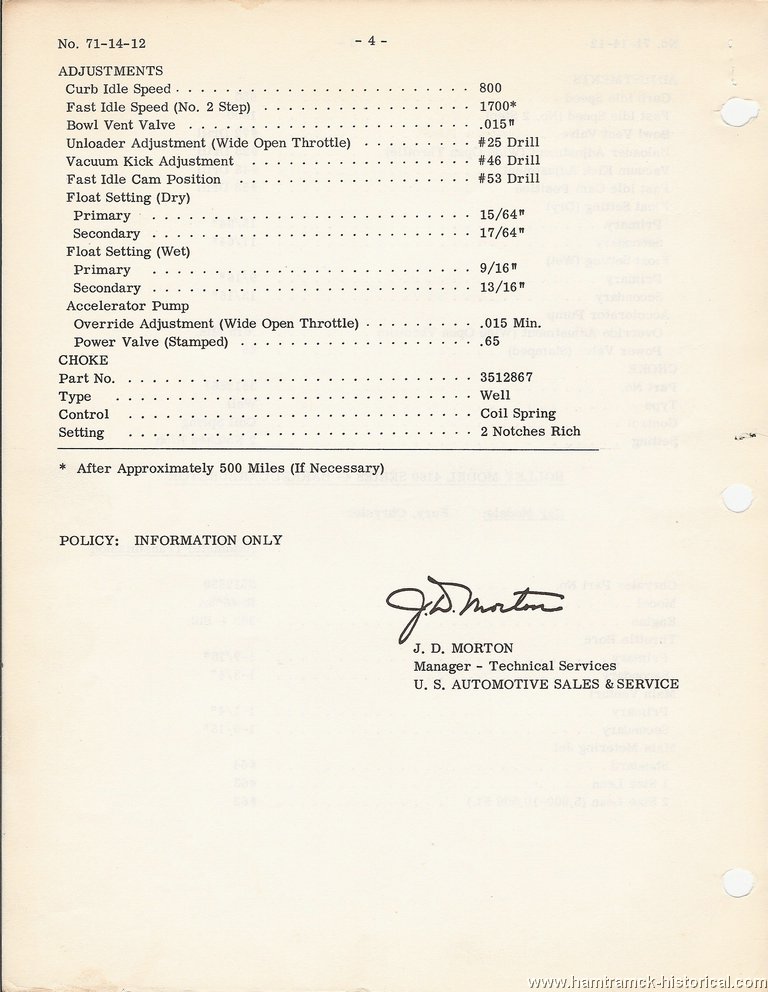 No. 71-14-12
- 4 -
ADJUSTMENTS
Curb Idle Speed . . . . . . . . . . . . . . . . . . . . . . . . . 800
Fast Idle Speed (No. 2 Step) . . . . . . . . . . . . . . . . . . 1700*
Bowl Vent Valve . . . . . . . . . . . . . . . . . . . . . . . . .015"
Unloader Adjustment (Wide Open Throttle) . . . . . . . . . #25 Drill
Vacuum Kick Adjustment . . . . . . . . . . . . . . . . . . . #46 Drill
Fast Idle Cam Position . . . . . . . . . . . . . . . . . . . . #53 Drill
Float Setting (Dry)
Primary . . . . . . . . . . . . . . . . . . . . . . . . . . . 15/64"
Secondary . . . . . . . . . . . . . . . . . . . . . . . . . . . 17/64"
Float Setting (Wet)
Primary . . . . . . . . . . . . . . . . . . . . . . . . . . . 9/16"
Secondary . . . . . . . . . . . . . . . . . . . . . . . . . . . 13/16"
Accelerator Pump
Override Adjustment (Wide Open Throttle) . . . . . . . . . .015 Min.
Power Valve (Stamped) . . . . . . . . . . . . . . . . . . . . .65
CHOKE
Part No. . . . . . . . . . . . . . . . . . . . . . . . . . . . . . 3512867
Type . . . . . . . . . . . . . . . . . . . . . . . . . . . . . . Well
Control . . . . . . . . . . . . . . . . . . . . . . . . . . . . . Coil Spring
Setting . . . . . . . . . . . . . . . . . . . . . . . . . . . . . 2 Notches Rich
* After Approximately 500 Miles (If Necessary)
POLICY: INFORMATION ONLY
J. D. Morton
J. D. MORTON
Manager - Technical Services
U. S. AUTOMOTIVE SALES & SERVICE
www.hamtramck-historical.com